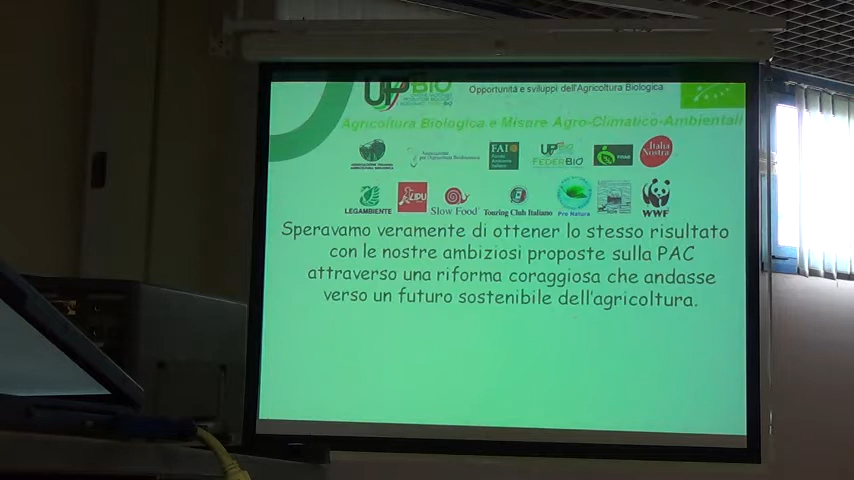 UPBIO
Opportunità e sviluppi dell'Agricoltura Biologica
Agricoltura Biologica e Misure Agro-Climatico-Ambientali
FAI
UPBIO
FEDERBIO
Italia Nostra
LEGAMBIENTE
LIPU
Slow Food
Touring Club Italiano
Pro Natura
WWF
Speravamo veramente di ottener lo stesso risultato
con le nostre ambiziosi proposte sulla PAC
attraverso una riforma coraggiosa che andasse
verso un futuro sostenibile dell'agricoltura.